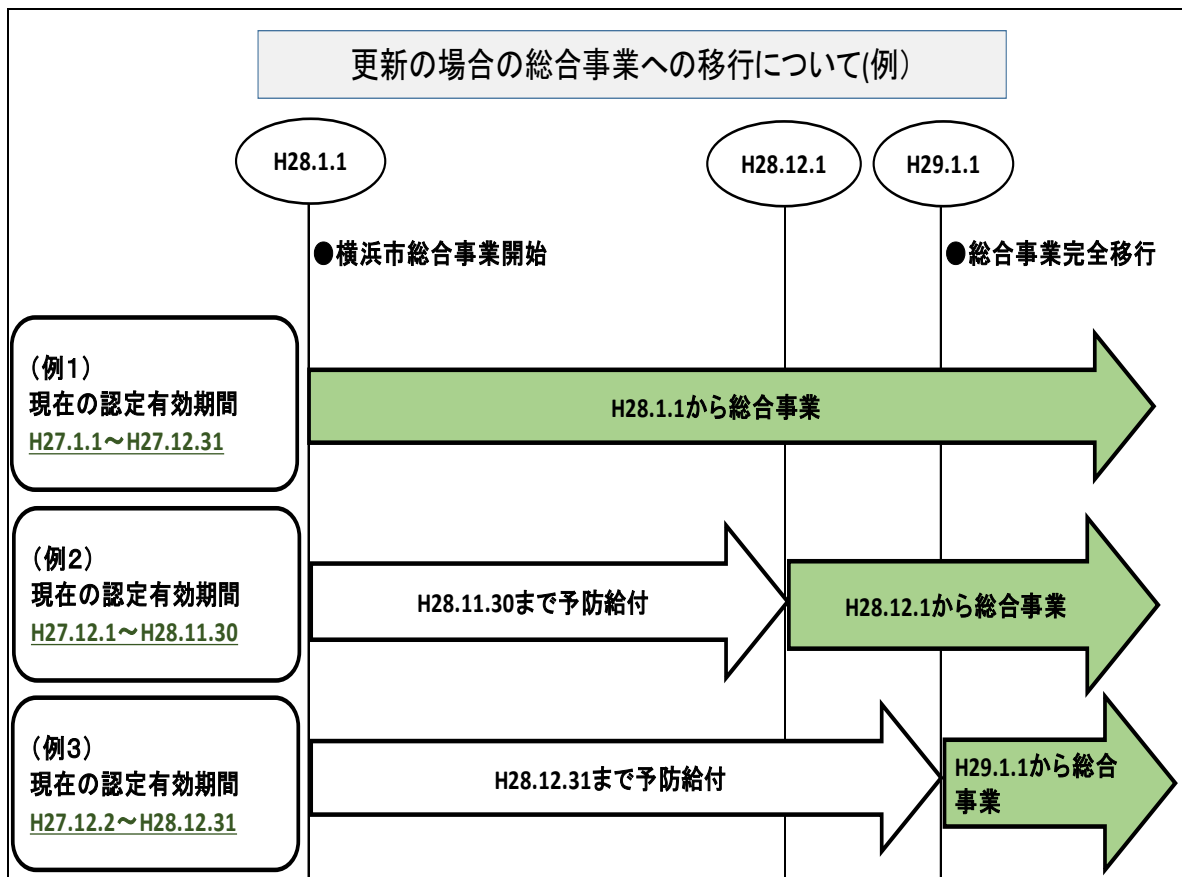 更新の場合の総合事業への移行について(例）
H28.1.1
H28.12.1
H29.1.1
●横浜市総合事業開始
●総合事業完全移行
（例１）
現在の認定有効期間
H27.1.1～H27.12.31
H28.1.1から総合事業
（例２）
現在の認定有効期間
H27.12.1～H28.11.30
H28.11.30まで予防給付
H28.12.1から総合事業
（例３）
現在の認定有効期間
H27.12.2～H28.12.31
H28.12.31まで予防給付
H29.1.1から総合
事業